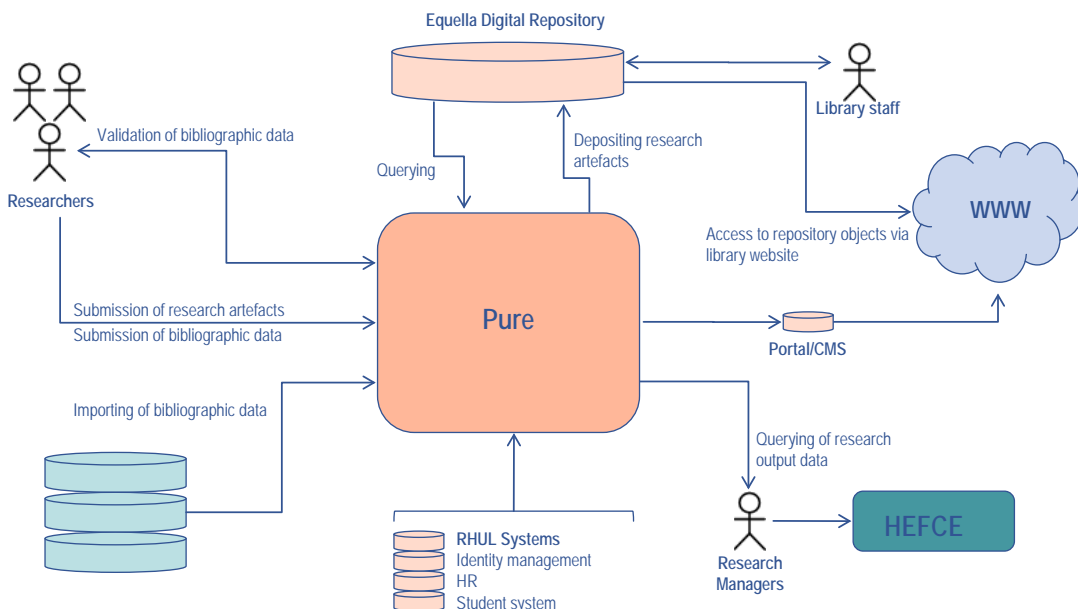 Equella Digital Repository
Library staff
Validation of bibliographic data
Depositing research
artefacts
Querying
Researchers
WWW
Access to repository objects via
library website
Submission of research artefacts
Submission of bibliographic data
Pure
Portal/CMS
Importing of bibliographic data
Querying of research
output data
RHUL Systems
Identity management
HR
Student system
Research
Managers
HEFCE